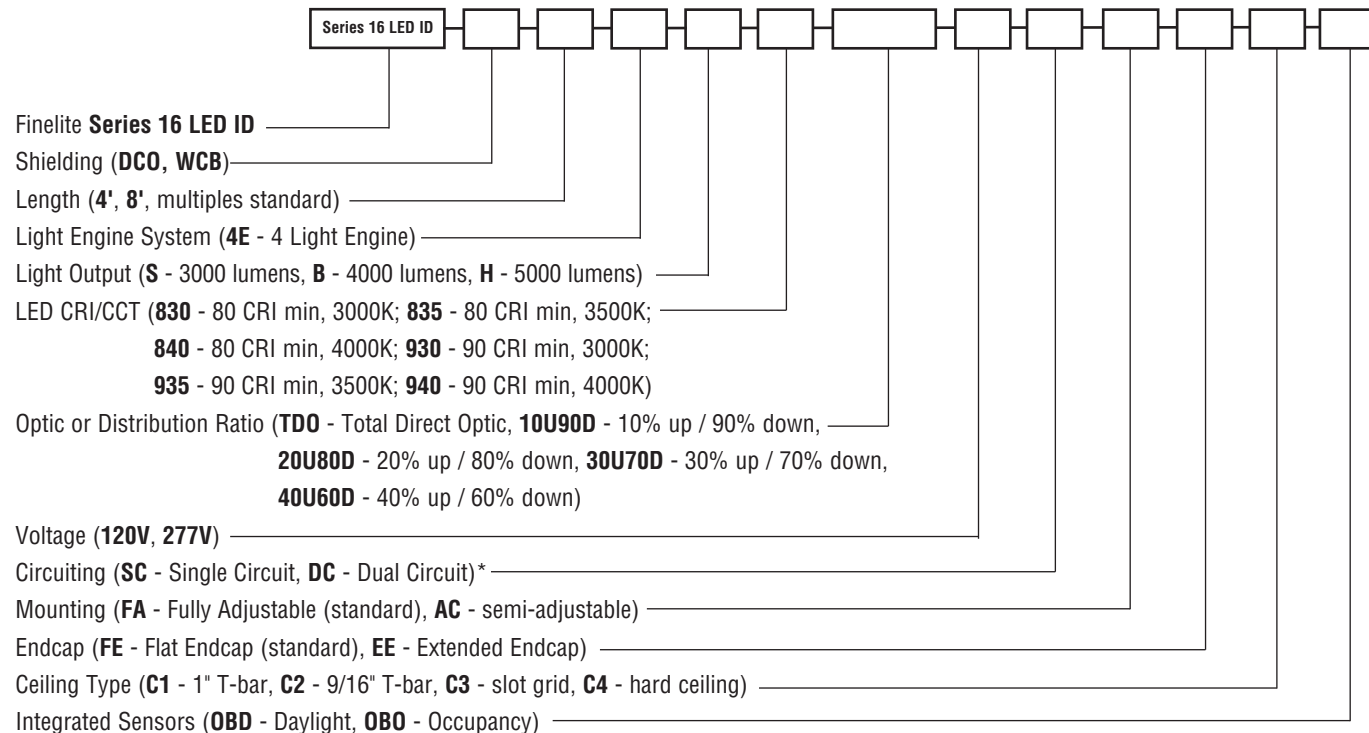 Series 16 LED ID
Finelite Series 16 LED ID
Shielding (DCO, WCB)
Length (4', 8', multiples standard)
Light Engine System (4E - 4 Light Engine)
Light Output (S - 3000 lumens, B - 4000 lumens, H - 5000 lumens)
LED CRI/CCT (830 - 80 CRI min, 3000K; 835 - 80 CRI min, 3500K;
840 - 80 CRI min, 4000K; 930 - 90 CRI min, 3000K;
935 - 90 CRI min, 3500K; 940 - 90 CRI min, 4000K)
Optic or Distribution Ratio (TDO - Total Direct Optic, 10U90D - 10% up / 90% down,
20U80D - 20% up / 80% down, 30U70D - 30% up / 70% down,
40U60D - 40% up / 60% down)
Voltage (120V, 277V)
Circuiting (SC - Single Circuit, DC - Dual Circuit)*
Mounting (FA - Fully Adjustable (standard), AC - semi-adjustable)
Endcap (FE - Flat Endcap (standard), EE - Extended Endcap)
Ceiling Type (C1 - 1" T-bar, C2 - 9/16" T-bar, C3 - slot grid, C4 - hard ceiling)
Integrated Sensors (OBD - Daylight, OBO - Occupancy)